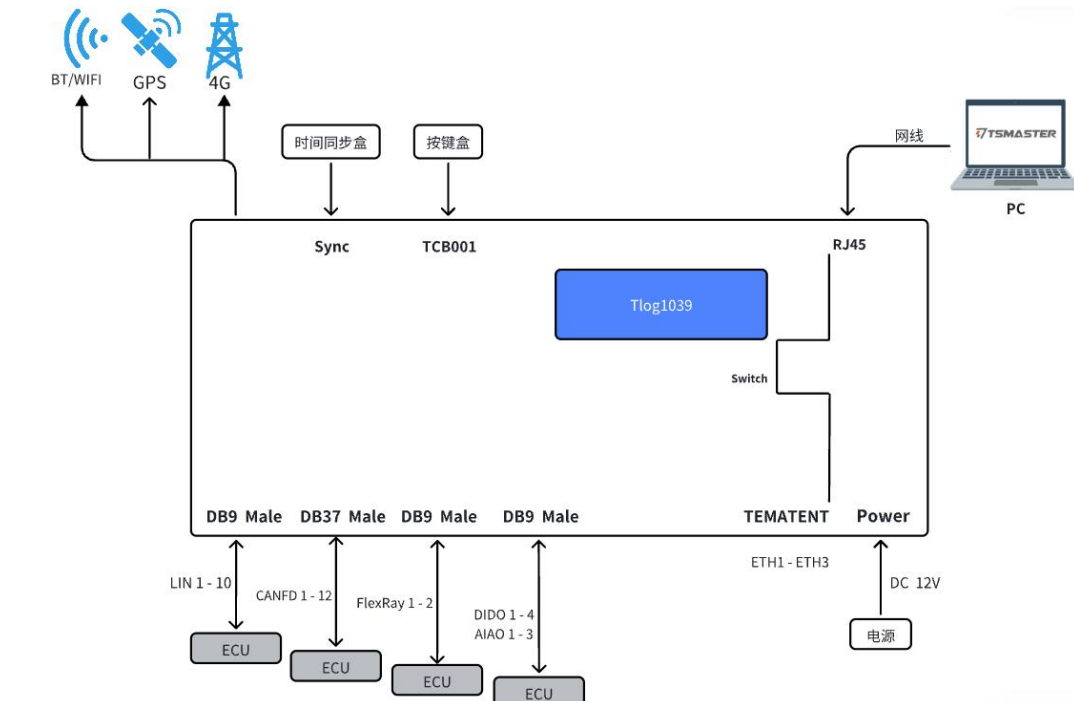 BT/WIFI
GPS
4G
时间同步盒
按键盒
网线
TSMASTER
PC
Sync
TCB001
RJ45
Tlog1039
Switch
DB9 Male
DB37 Male
DB9 Male
DB9 Male
TEMATENT
Power
LIN 1 - 10
CANFD 1 - 12
FlexRay 1 - 2
DIDO 1 - 4
AIAO 1 - 3
ETH1 - ETH3
DC 12V
ECU
ECU
ECU
ECU
电源